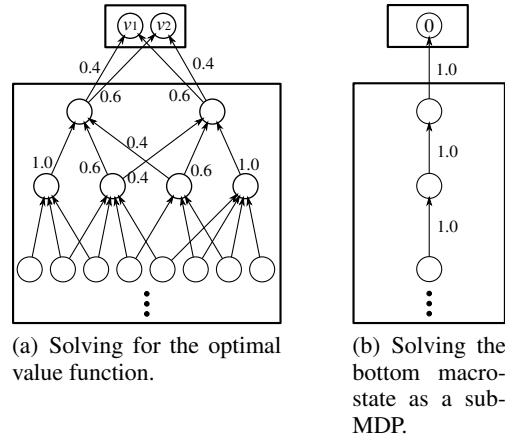 v1 v2
0
0.4 0.4
1.0
0.6 0.6
0.4
1.0
1.0 0.6 0.4 0.6 1.0
1.0
(a) Solving for the optimal
value function.
(b) Solving the
bottom macro-
state as a sub-
MDP.